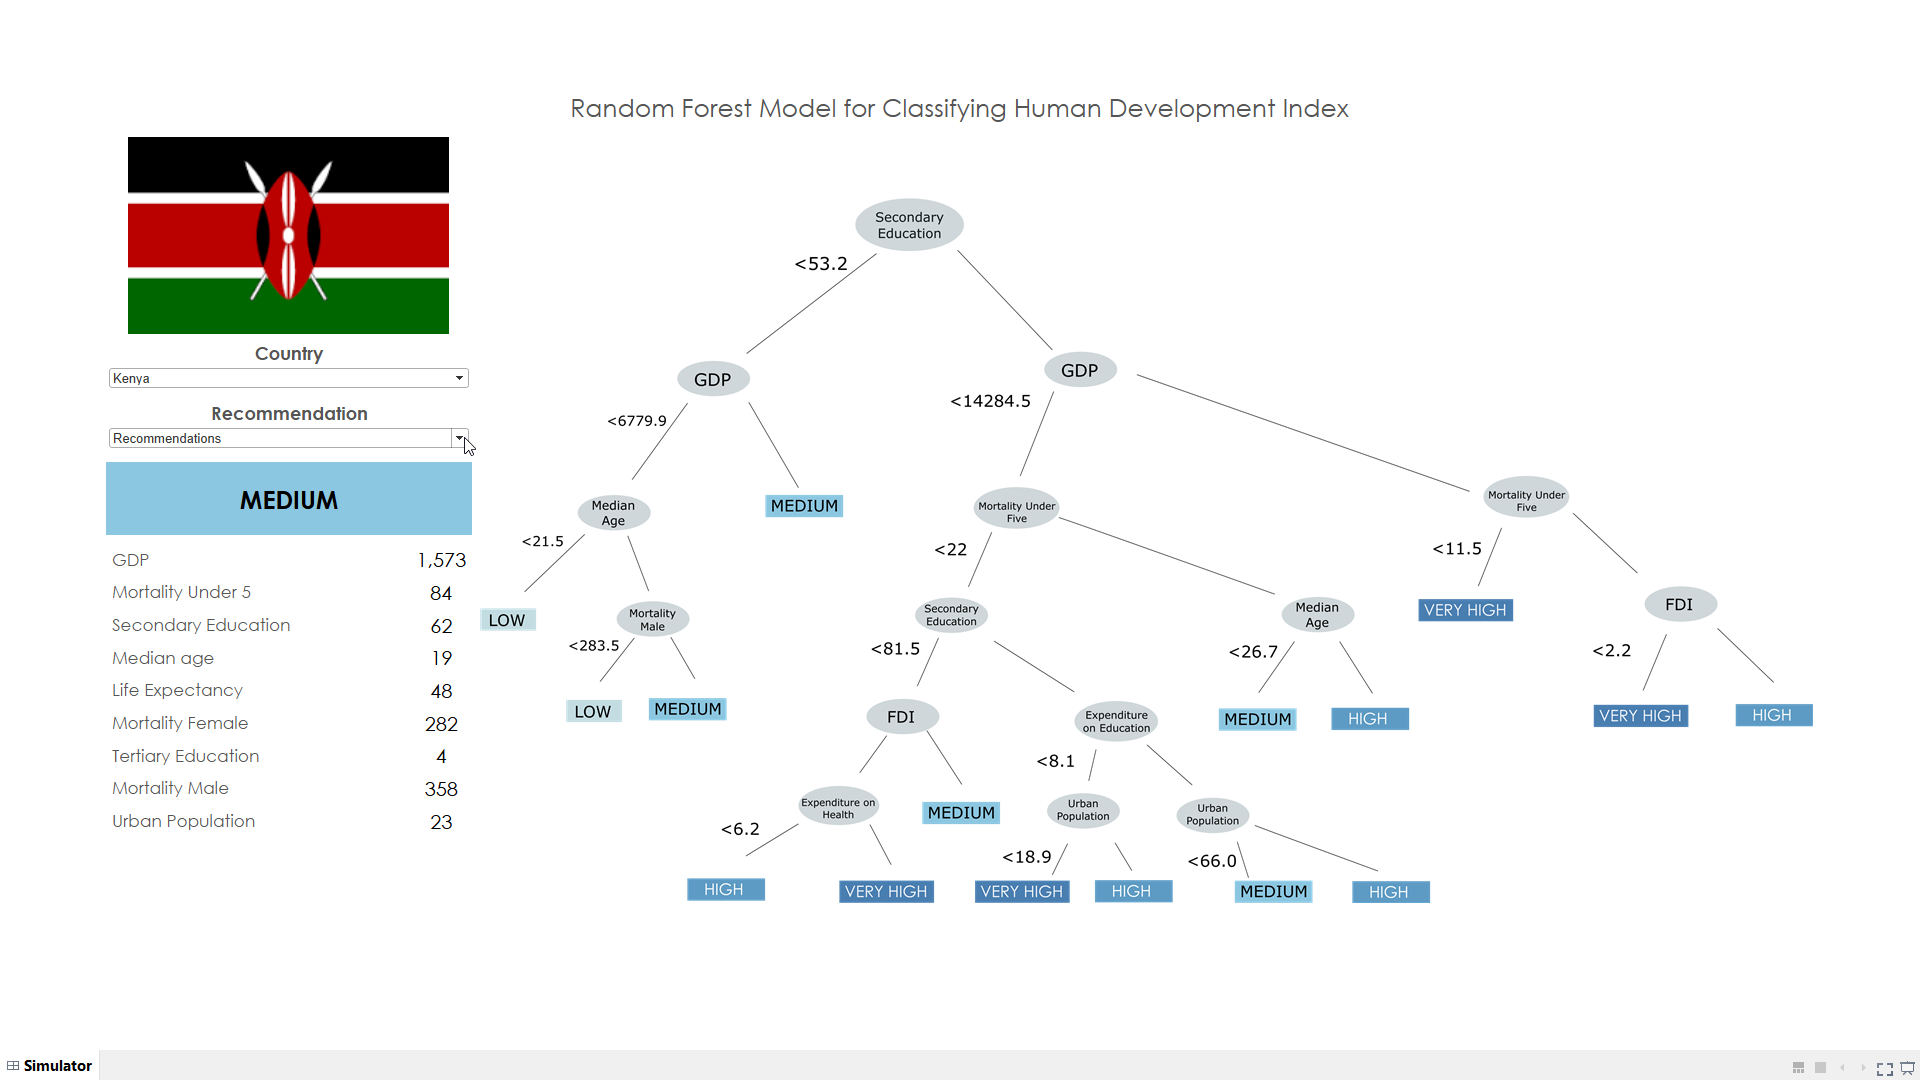 Random Forest Model for Classifying Human Development Index
Country
Kenya
Recommendation
Recommendations
MEDIUM
GDP 1,573
Mortality Under 5 84
Secondary Education 62
Median age 19
Life Expectancy 48
Mortality Female 282
Tertiary Education 4
Mortality Male 358
Urban Population 23
Secondary
Education
<53.2
GDP
GDP
<6779.9
<14284.5
Median
Age
MEDIUM
Mortality Under
Five
Mortality Under
Five
<21.5
<22
<11.5
LOW
Mortality
Male
Secondary
Education
Median
Age
VERY HIGH
FDI
<283.5
<81.5
<26.7
<2.2
LOW
MEDIUM
FDI
Expenditure
on Education
MEDIUM
HIGH
VERY HIGH
HIGH
<8.1
Expenditure on
Health
MEDIUM
Urban
Population
Urban
Population
<6.2
<18.9
<66.0
HIGH
VERY HIGH
VERY HIGH
HIGH
MEDIUM
HIGH
Simulator